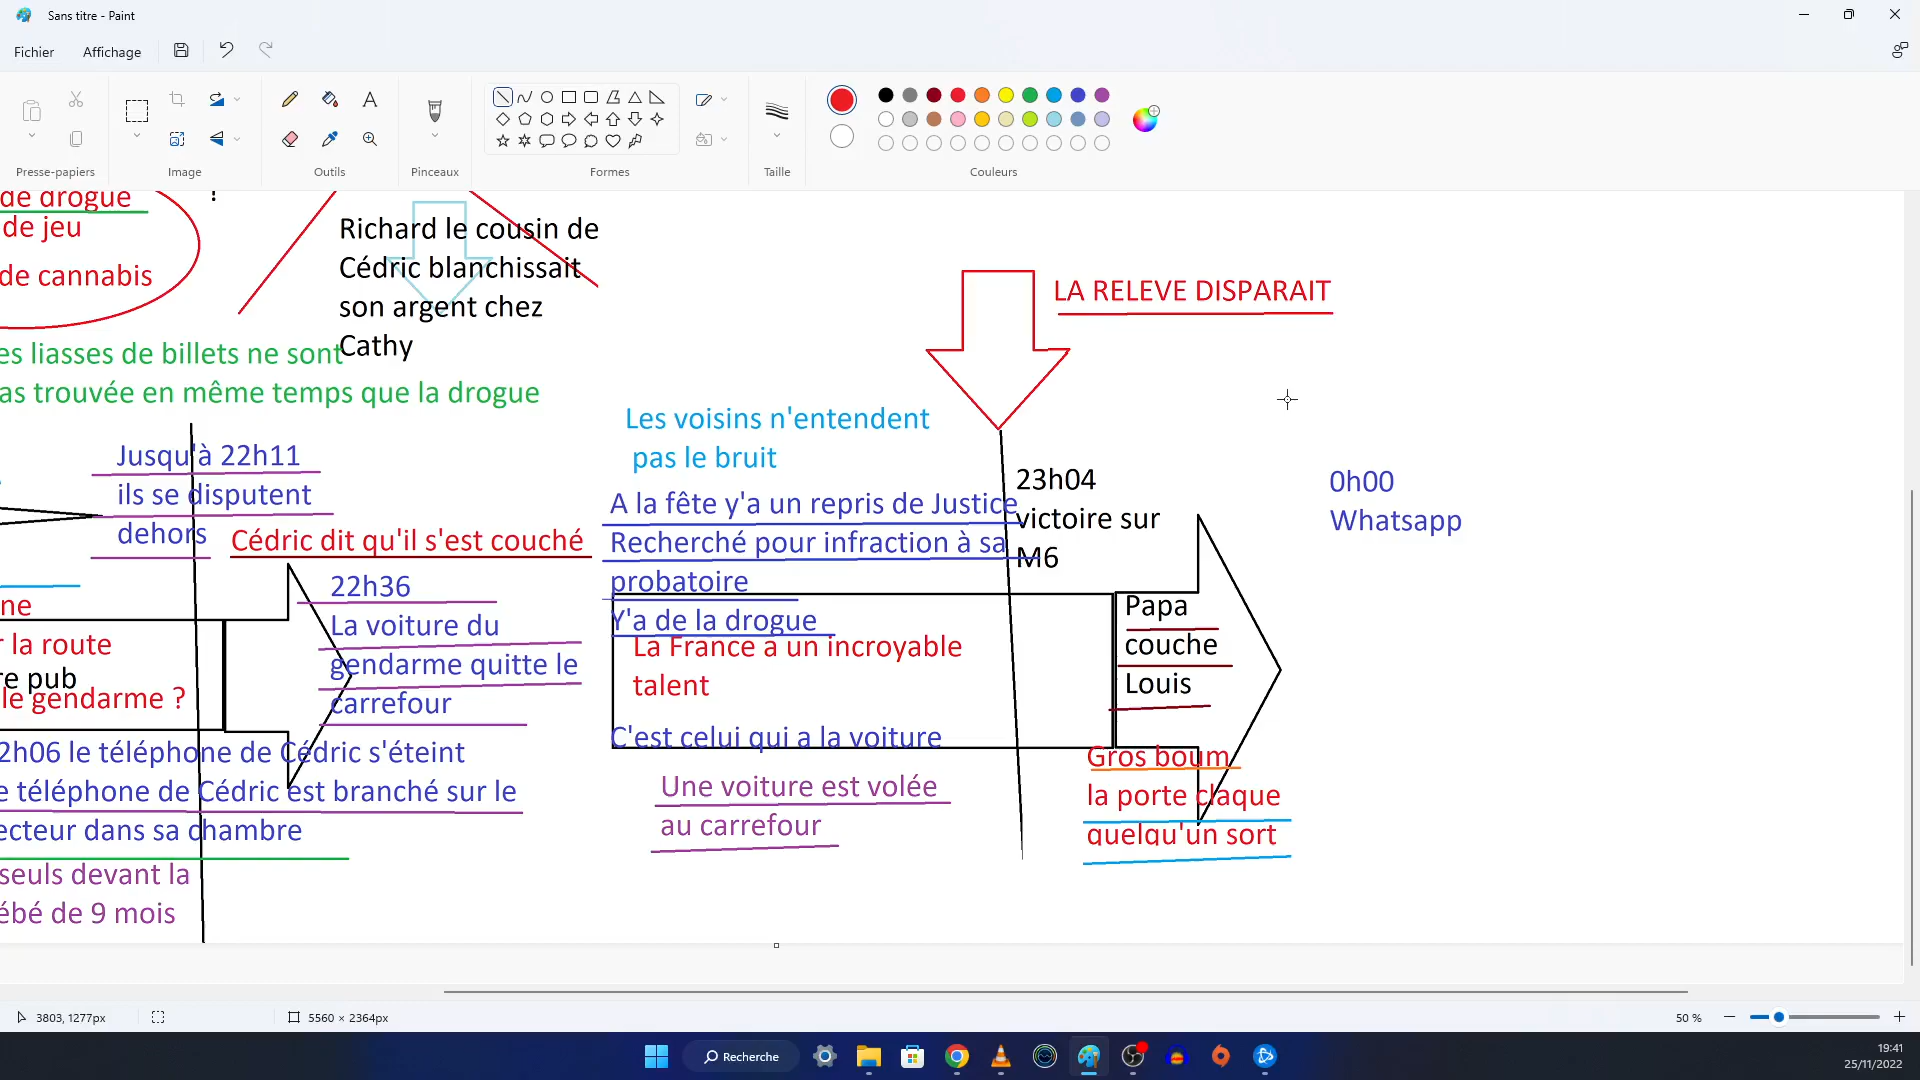 Sans titre - Paint
Fichier
Affichage
Presse-papiers
Image
Outils
Pinceaux
Formes
Taille
Couleurs
de drogue
!
de jeu
de cannabis
Richard le cousin de
Cédric blanchissait
son argent chez
Cathy
LA RELEVE DISPARAIT
es liasses de billets ne sont
as trouvée en même temps que la drogue
Les voisins n'entendent
pas le bruit
Jusqu'à 22h11
ils se disputent
dehors
Cédric dit qu'il s'est couché
A la fête y'a un repris de Justice
Recherché pour infraction à sa
probatoire
Y'a de la drogue
23h04
victoire sur
M6
0h00
Whatsapp
ne
r la route
re pub
le gendarme ?
22h36
La voiture du
gendarme quitte le
carrefour
La France a un incroyable
talent
Papa
couche
Louis
C'est celui qui a la voiture
2h06 le téléphone de Cédric s'éteint
e téléphone de Cédric est branché sur le
ecteur dans sa chambre
Une voiture est volée
au carrefour
Gros boum
la porte claque
quelqu'un sort
seuls devant la
ébé de 9 mois
3803, 1277px
5560 × 2364px
50 %
Recherche
19:41
25/11/2022